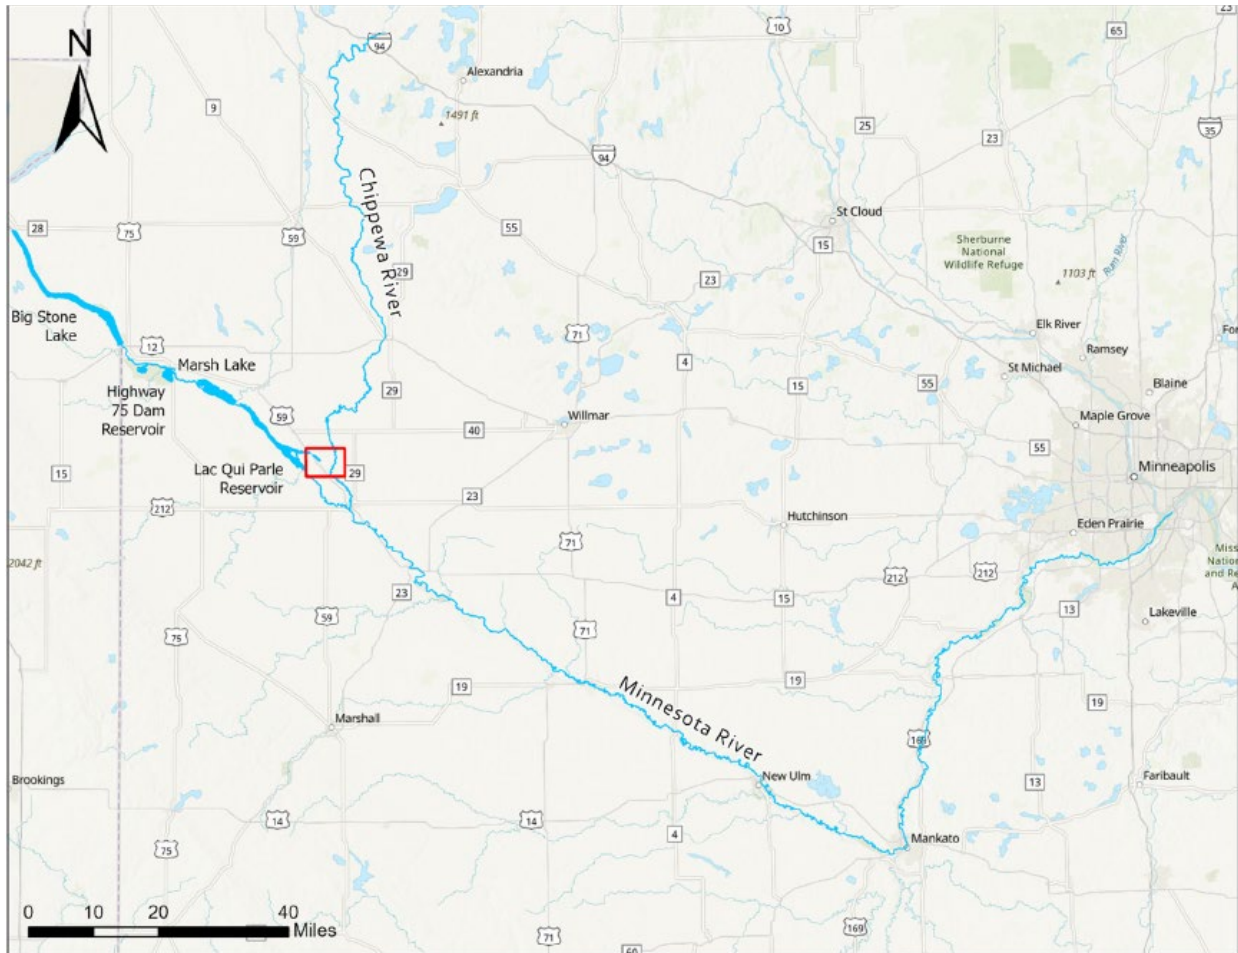 N
94
10
65
23
Alexandria
9
1491 ft
25
23
35
94
Chippewa River
St Cloud
28
75
59
55
15
Sherburne
National
Wildlife Refuge
Rum River
29
23
1103 ft
Big Stone
Lake
12
71
Elk River
Marsh Lake
4
Ramsey
Highway
75 Dam
Reservoir
St Michael
29
15
55
Blaine
59
Willmar
Maple Grove
40
55
Lac Qui Parle
Reservoir
15
29
Minneapolis
212
23
Hutchinson
Eden Prairie
71
2042 ft
212
212
23
4
15
13
Lakeville
59
75
71
19
19
19
Minnesota River
Marshall
169
Brookings
New Ulm
13
Faribault
14
14
4
75
Mankato
0 10 20 40
Miles
71
169